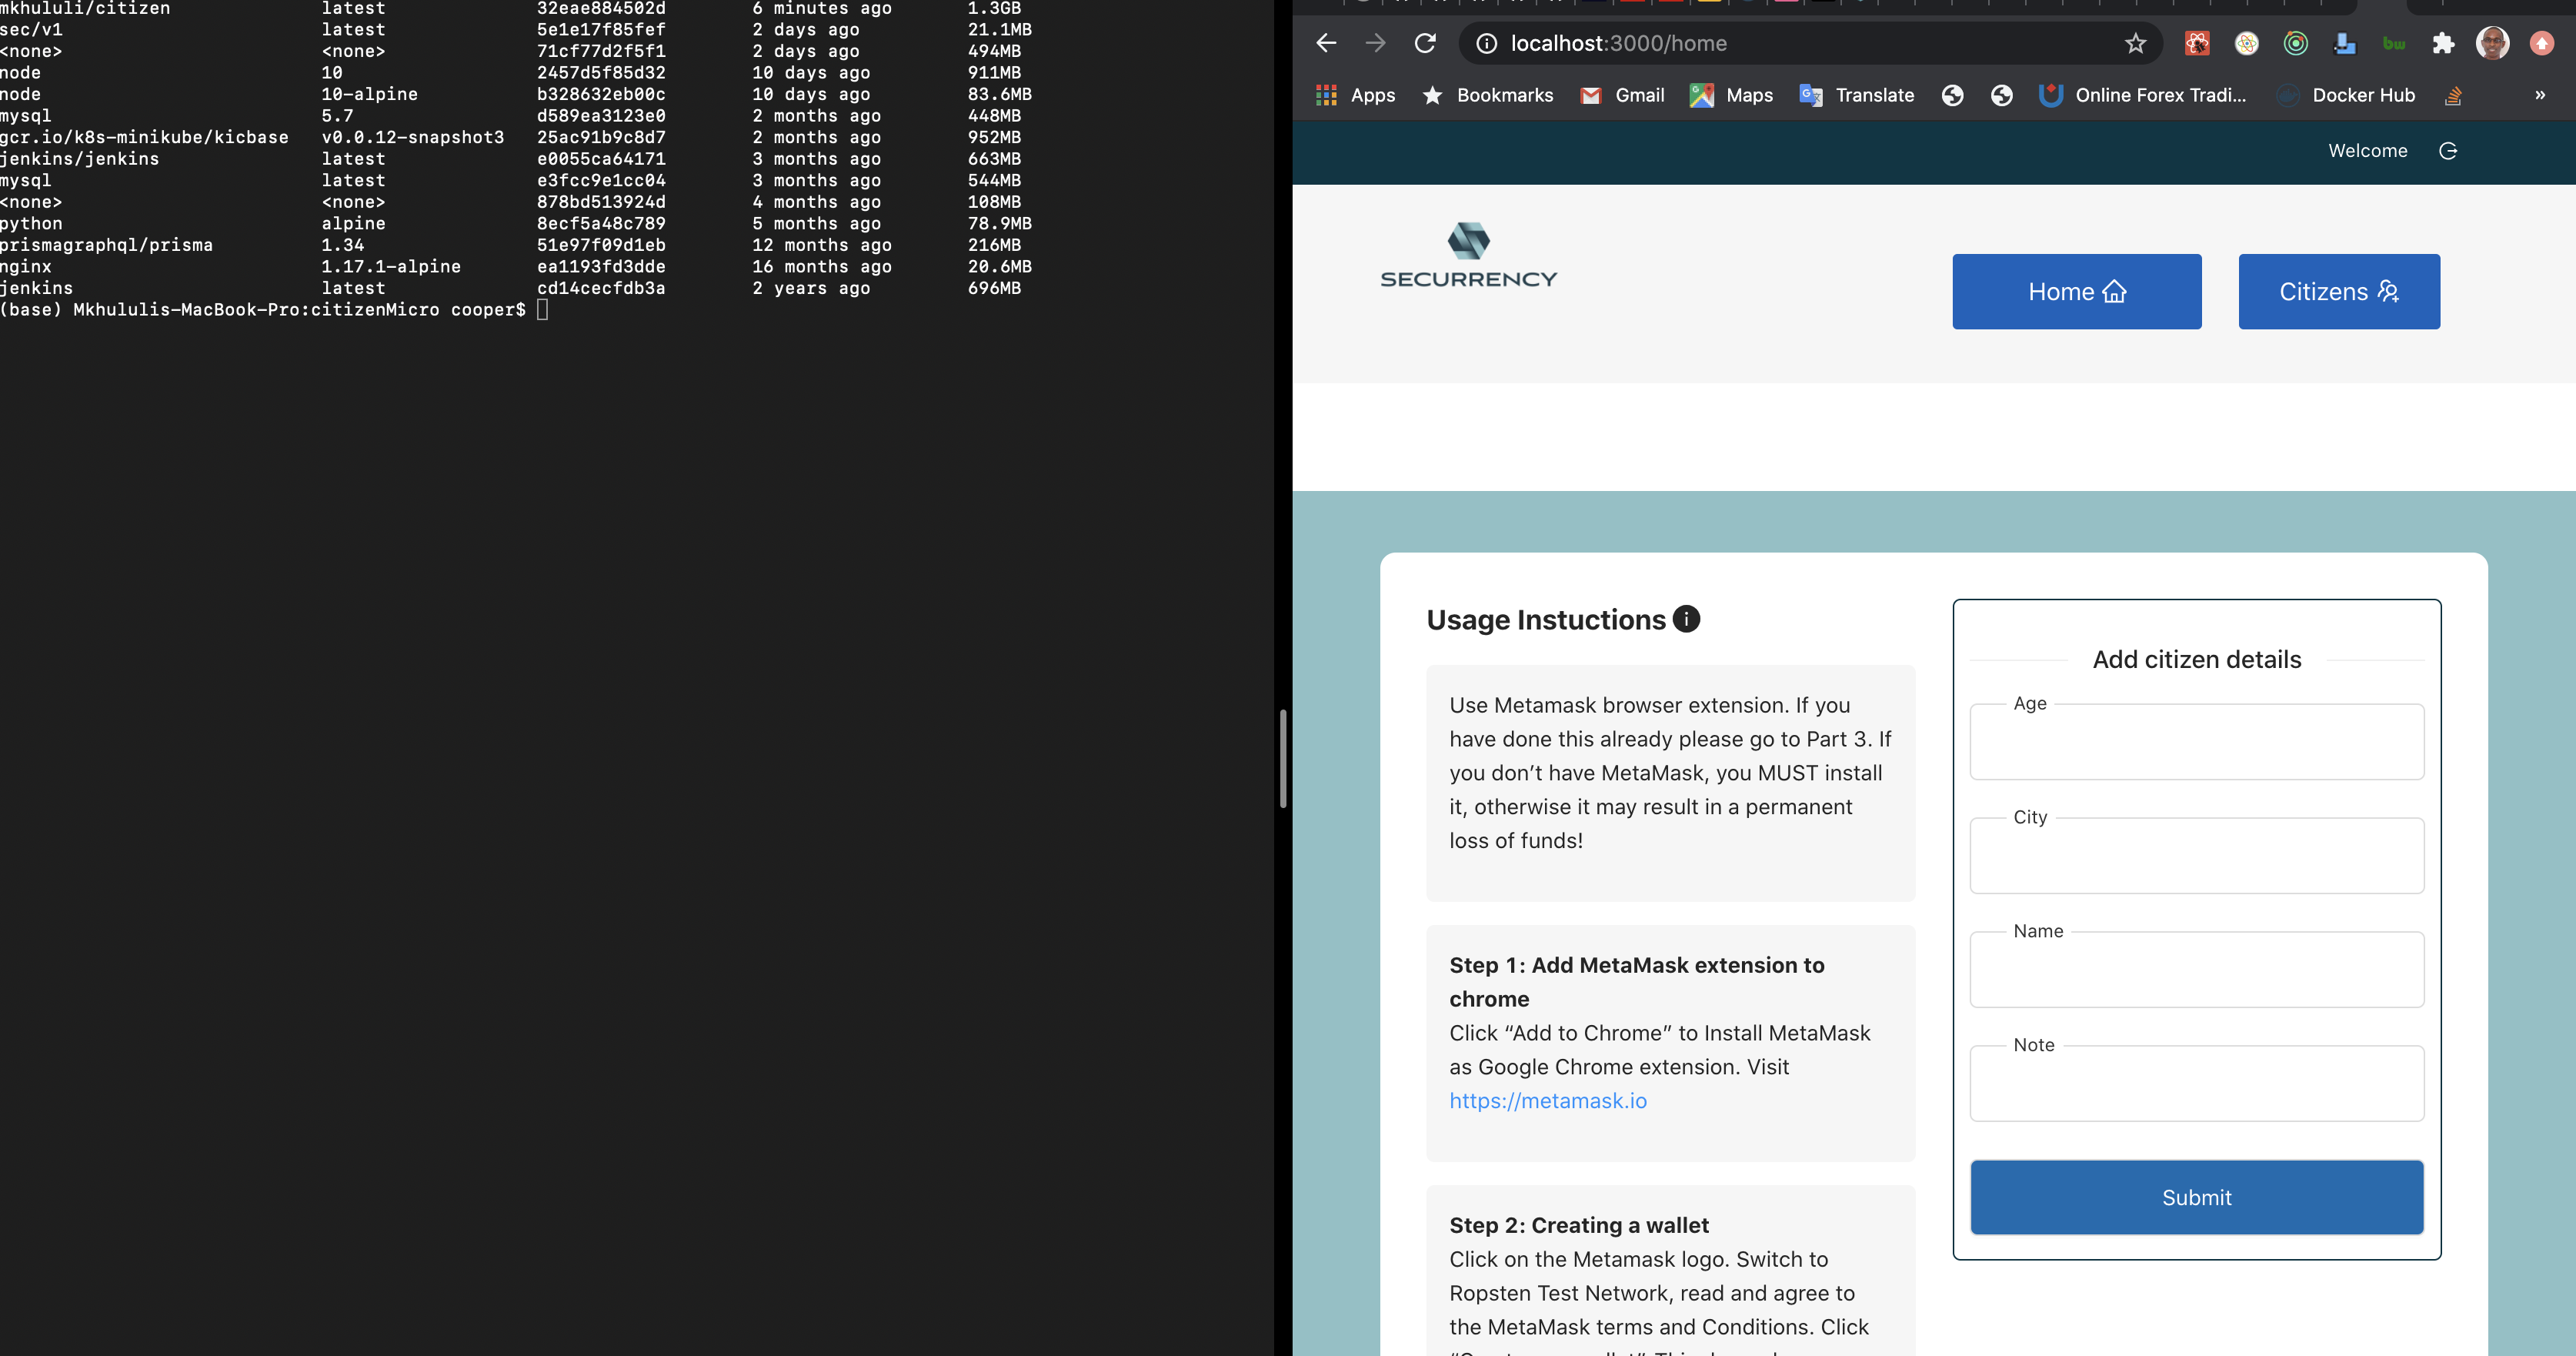 mkhululi/citizen latest 32eae884502d 6 minutes ago 1.3GB
sec/v1 latest 5e1e17f85fef 2 days ago 21.1MB
<none> <none> 71cf77d2f5f1 2 days ago 494MB
node 10 2457d5f85d32 10 days ago 911MB
node 10-alpine b328632eb00c 10 days ago 83.6MB
mysql 5.7 d589ea3123e0 2 months ago 448MB
gcr.io/k8s-minikube/kicbase v0.0.12-snapshot3 25ac91b9c8d7 2 months ago 952MB
jenkins/jenkins latest e0055ca64171 3 months ago 663MB
mysql latest e3fcc9e1cc04 3 months ago 544MB
<none> <none> 878bd513924d 4 months ago 108MB
python alpine 8ecf5a48c789 5 months ago 78.9MB
prismagraphql/prisma 1.34 51e97f09d1eb 12 months ago 216MB
nginx 1.17.1-alpine ea1193fd3dde 16 months ago 20.6MB
jenkins latest cd14cecfdb3a 2 years ago 696MB
(base) Mkhululis-MacBook-Pro:citizenMicro cooper$
localhost:3000/home
bw
Apps Bookmarks Gmail Maps Translate Online Forex Tradi... Docker Hub »
Welcome
SECURRENCY
Home
Citizens
Usage Instuctions
Use Metamask browser extension. If you
have done this already please go to Part 3. If
you don’t have MetaMask, you MUST install
it, otherwise it may result in a permanent
loss of funds!
Step 1: Add MetaMask extension to
chrome
Click “Add to Chrome” to Install MetaMask
as Google Chrome extension. Visit
https://metamask.io
Step 2: Creating a wallet
Click on the Metamask logo. Switch to
Ropsten Test Network, read and agree to
the MetaMask terms and Conditions. Click
Add citizen details
Age
City
Name
Note
Submit